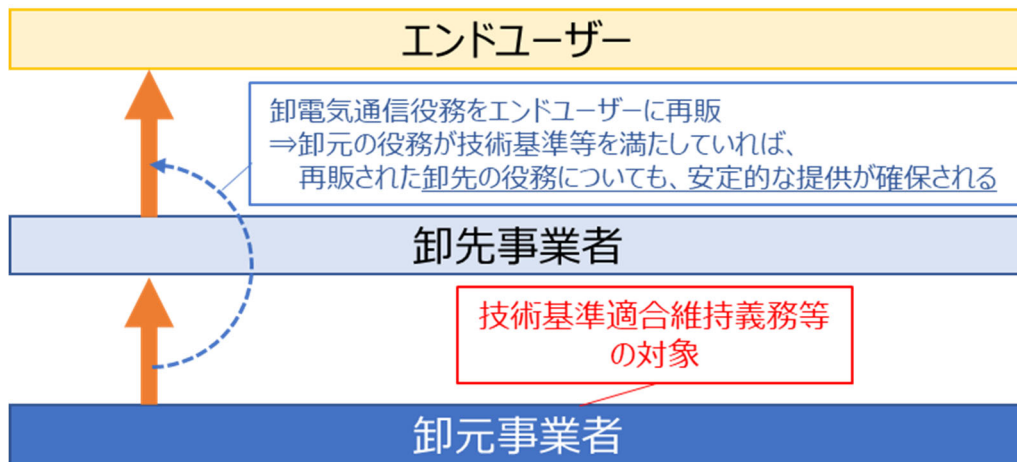 エンドユーザー
卸電気通信役務をエンドユーザーに再販
⇒卸元の役務が技術基準等を満たしていれば、
再販された卸先の役務についても、安定的な提供が確保される
卸先事業者
技術基準適合維持義務等
の対象
卸元事業者